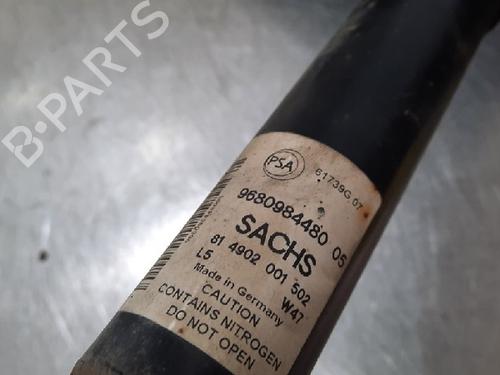 B-PARTS
PSA
61739G 07
9680984480 05
SACHS
81 4902 001 502
L5 W47
Made in Germany
CAUTION
CONTAINS NITROGEN
DO NOT OPEN